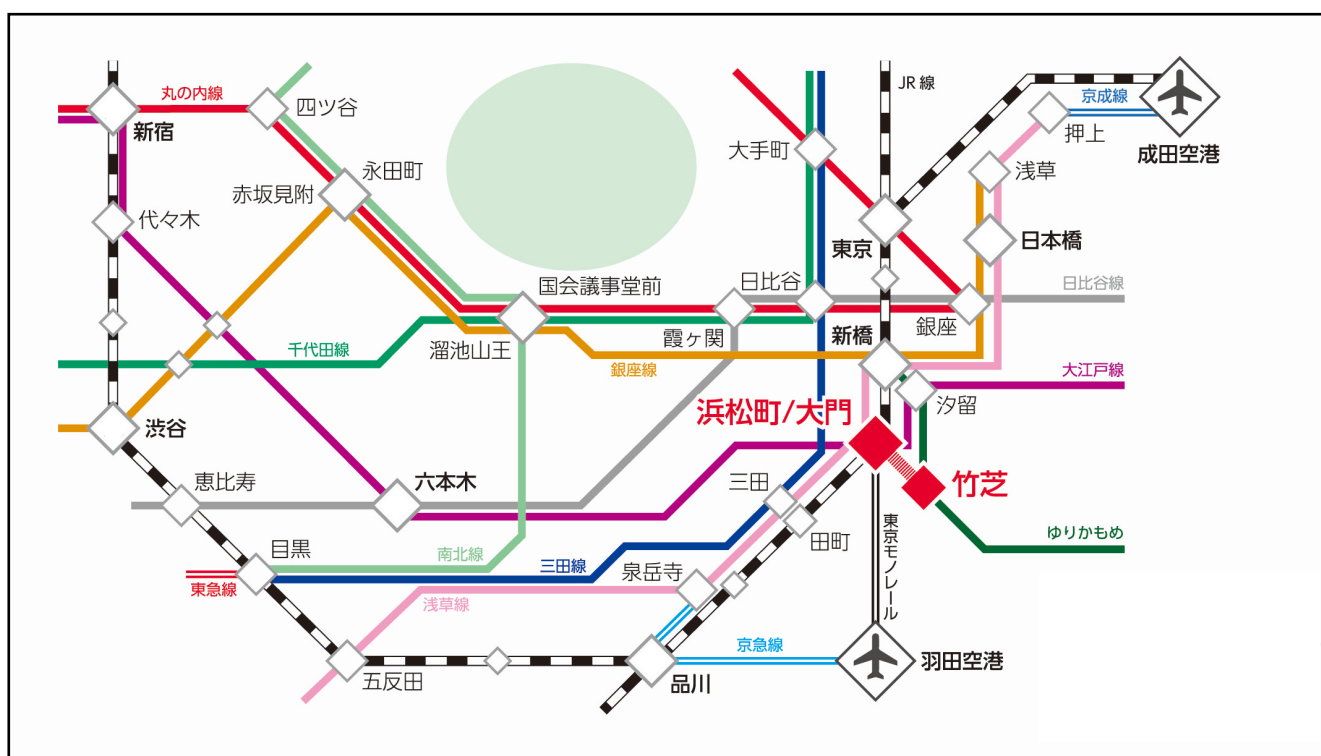 丸の内線
新宿
四ツ谷
永田町
赤坂見附
代々木
大手町
JR線
京成線
押上
成田空港
浅草
東京
日本橋
国会議事堂前
日比谷
日比谷線
霞ヶ関
新橋
銀座
溜池山王
千代田線
銀座線
大江戸線
汐留
浜松町/大門
渋谷
恵比寿
六本木
三田
竹芝
田町
東京モノレール
ゆりかもめ
目黒
南北線
三田線
泉岳寺
東急線
浅草線
京急線
五反田
品川
羽田空港